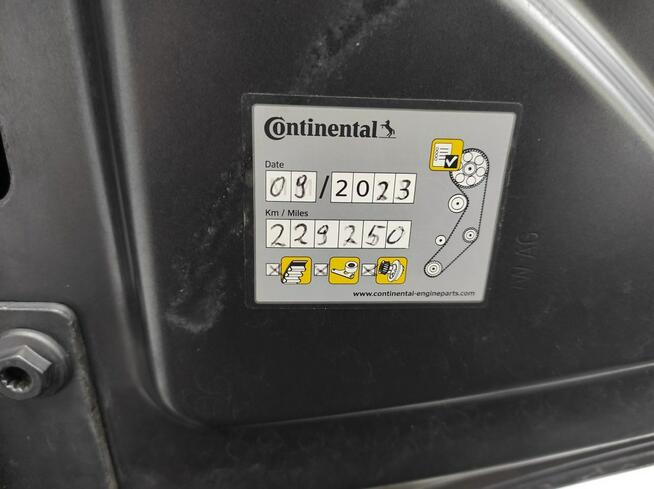 Continental
Date
09/2023
Km / Miles
229250
www.continental-engineparts.com